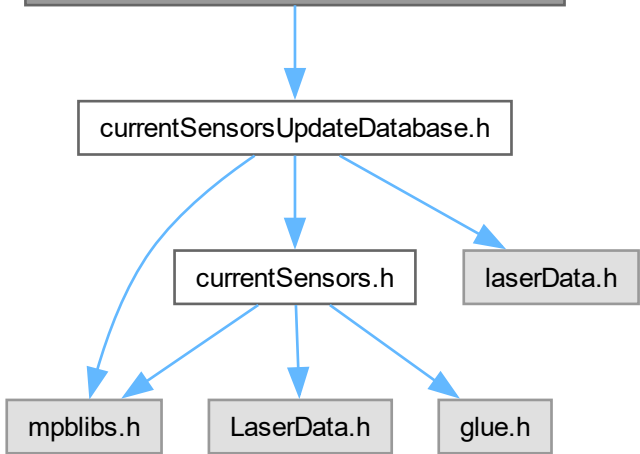 currentSensorsUpdateDatabase.h
currentSensors.h
laserData.h
mpblibs.h
LaserData.h
glue.h